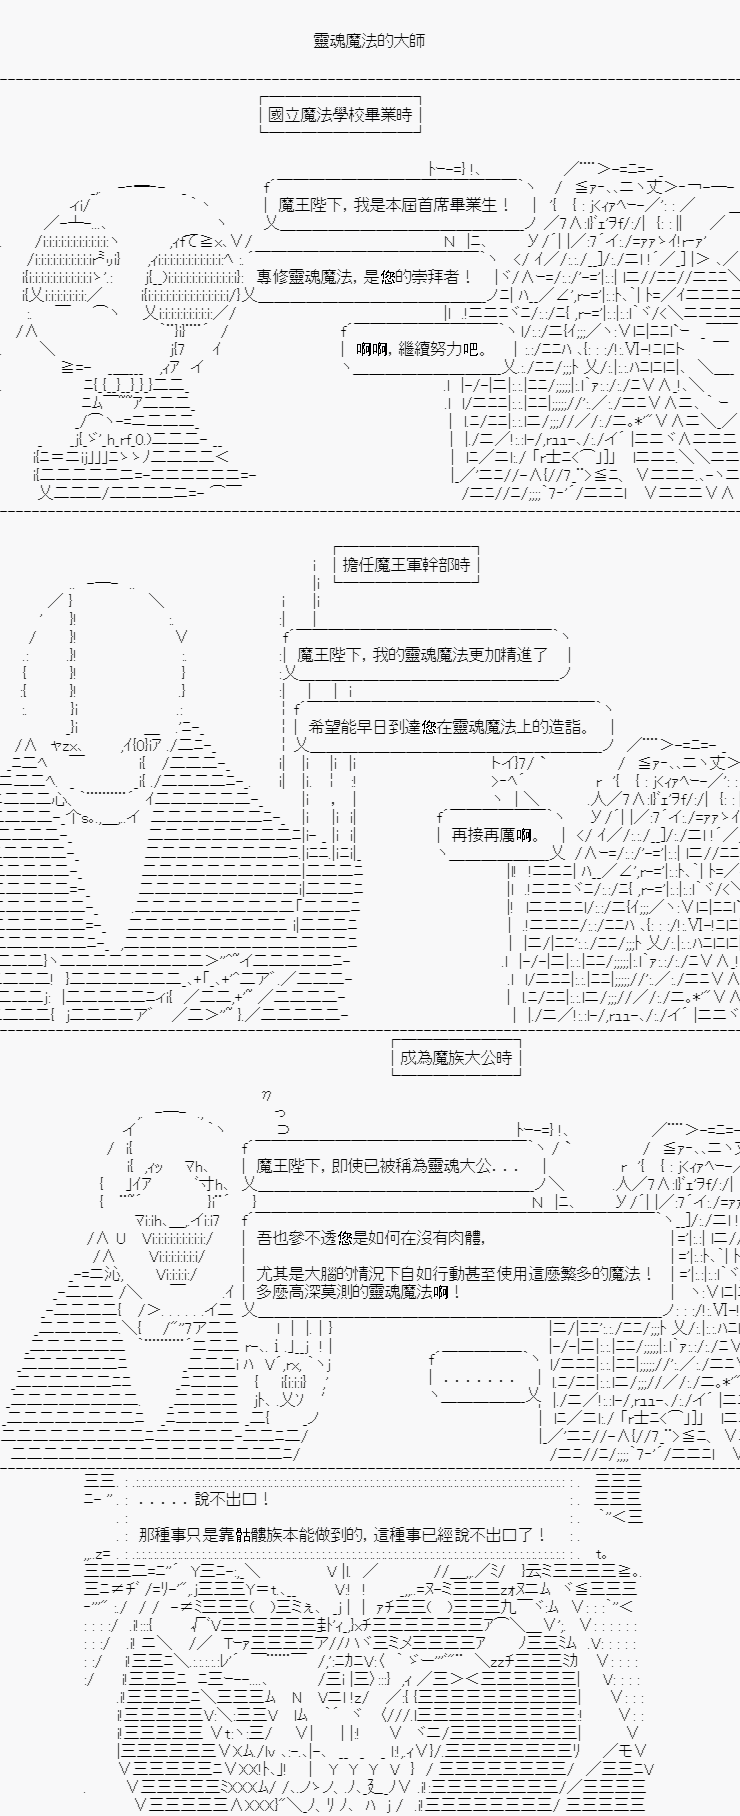 靈魂魔法的大師
國立魔法學校畢業時
魔王陛下，我是本屆首席畢業生！
專修靈魂魔法，是您的崇拜者！
啊啊，繼續努力吧。
擔任魔王軍幹部時
魔王陛下，我的靈魂魔法更加精進了
希望能早日到達您在靈魂魔法上的造詣。
再接再厲啊。
成為魔族大公時
魔王陛下，即使已被稱為靈魂大公...
吾也參不透您是如何在沒有肉體，
尤其是大腦的情況下自如行動甚至使用這麼繁多的魔法！
多麼高深莫測的靈魂魔法啊！
.......
.....說不出口！
那種事只是靠骷髏族本能做到的，這種事已經說不出口了！